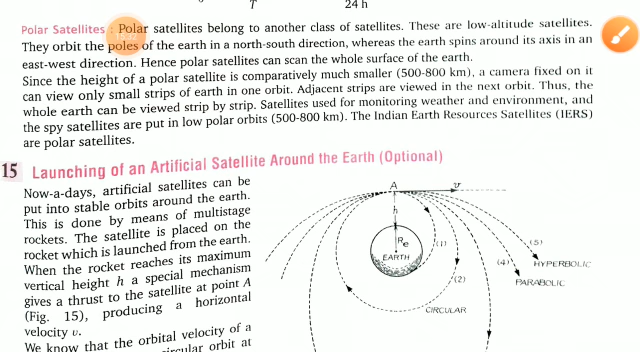 T 24 h
Polar Satellites : Polar satellites belong to another class of satellites. These are low-altitude satellites.
They orbit the poles of the earth in a north-south direction, whereas the earth spins around its axis in an
east-west direction. Hence polar satellites can scan the whole surface of the earth.
Since the height of a polar satellite is comparatively much smaller (500-800 km), a camera fixed on it
can view only small strips of earth in one orbit. Adjacent strips are viewed in the next orbit. Thus, the
whole earth can be viewed strip by strip. Satellites used for monitoring weather and environment, and
the spy satellites are put in low polar orbits (500-800 km). The Indian Earth Resources Satellites (IERS)
are polar satellites.
15 Launching of an Artificial Satellite Around the Earth (Optional)
Now-a-days, artificial satellites can be
put into stable orbits around the earth.
This is done by means of multistage
rockets. The satellite is placed on the
rocket which is launched from the earth.
When the rocket reaches its maximum
vertical height h a special mechanism
gives a thrust to the satellite at point A
(Fig. 15), producing a horizontal
velocity υ.
We know that the orbital velocity of a
circular orbit at
A υ
h
Re
EARTH
(1)
(2)
(4)
(5)
HYPERBOLIC
PARABOLIC
CIRCULAR